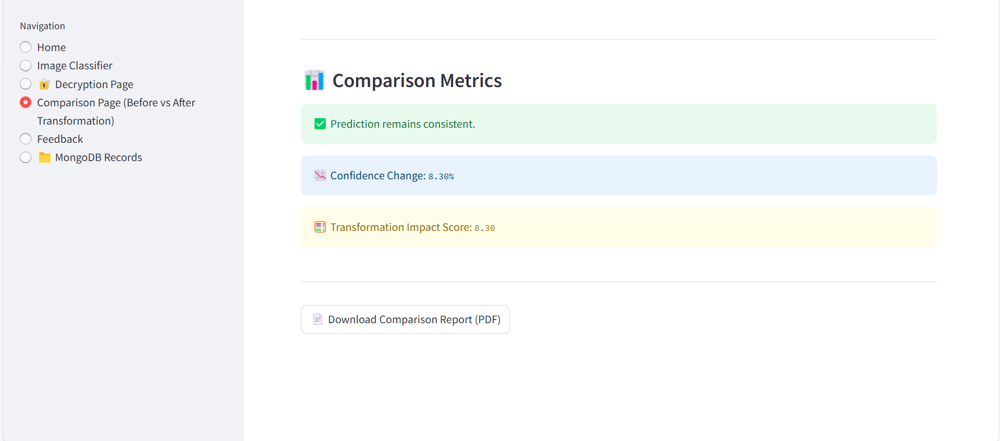 Navigation
Home
Image Classifier
🔐 Decryption Page
Comparison Page (Before vs After
Transformation)
Feedback
📁 MongoDB Records
📊 Comparison Metrics
✅ Prediction remains consistent.
📉 Confidence Change: 8.30%
🧮 Transformation Impact Score: 8.30
📄 Download Comparison Report (PDF)